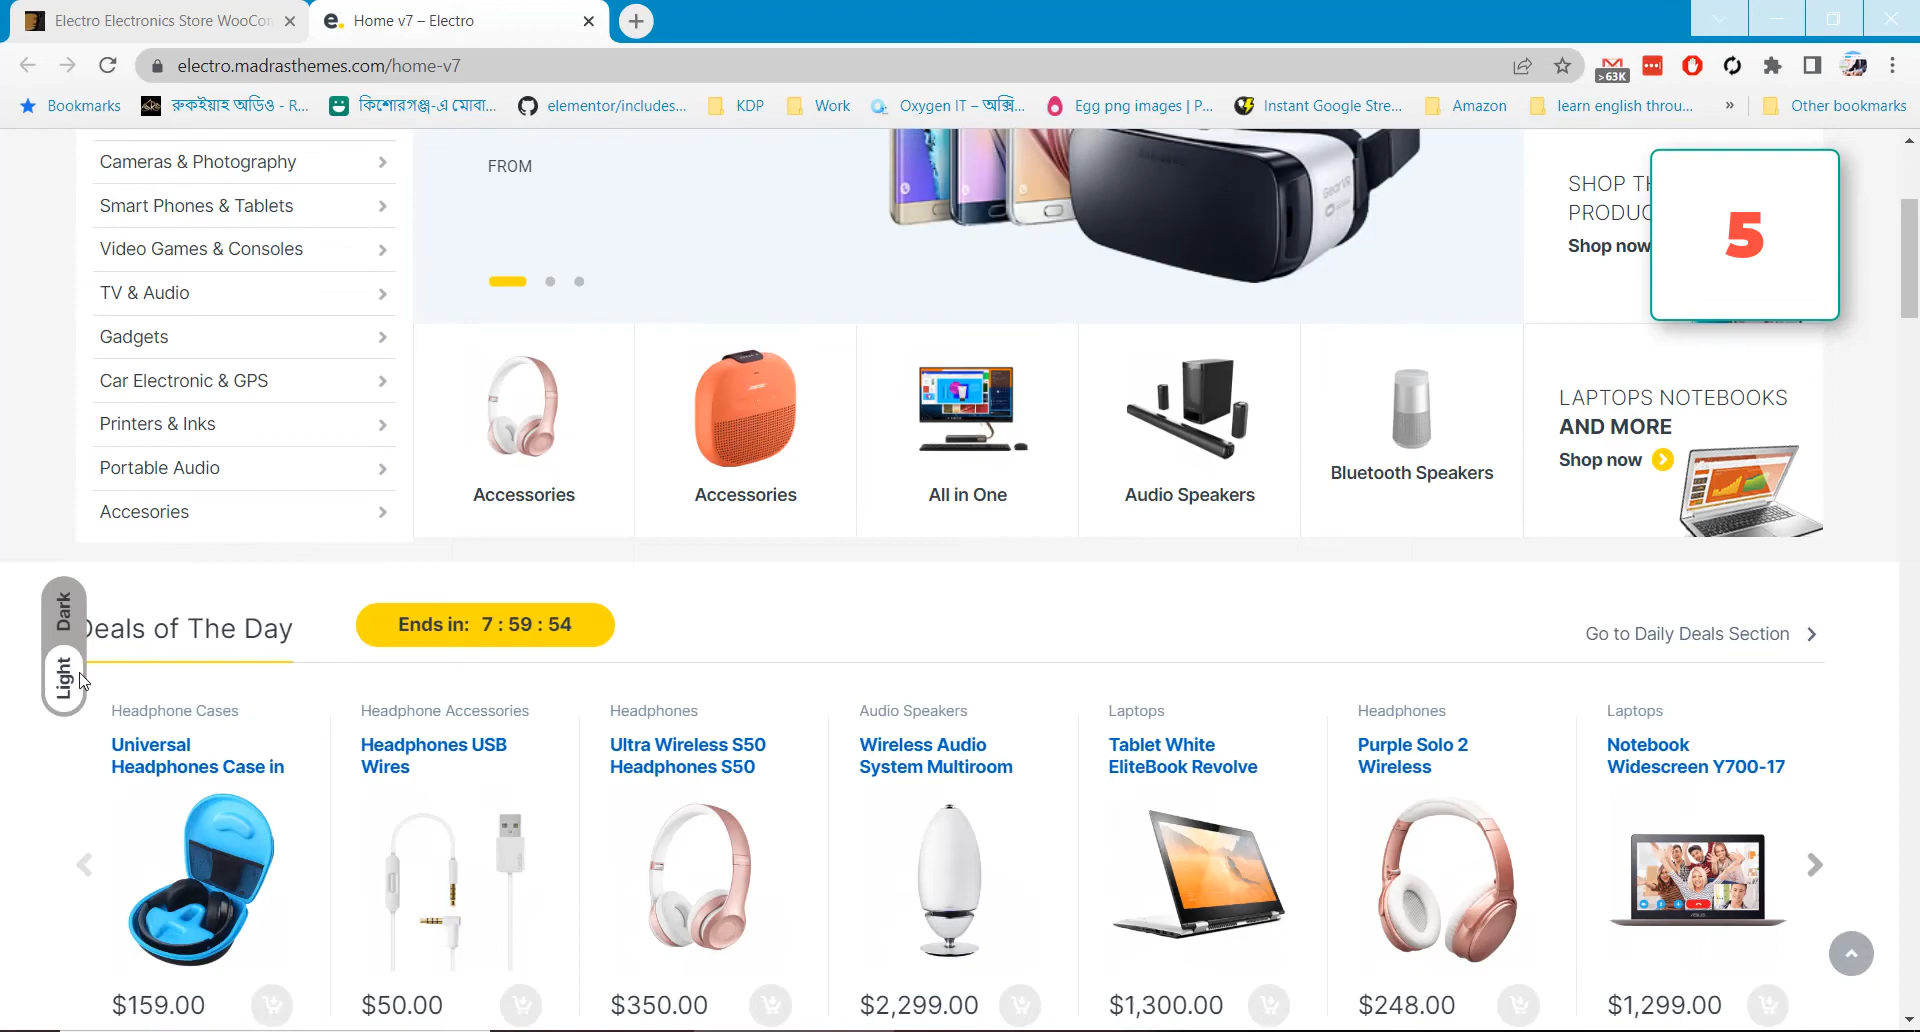 Electro Electronics Store WooCon
Home v7 – Electro
electro.madrasthemes.com/home-v7
>63K
Bookmarks
রুকইয়াহ অডিও - R...
কিশোরগঞ্জ-এ মোবা...
elementor/includes...
KDP
Work
Oxygen IT – অক্সি...
Egg png images | P...
Instant Google Stre...
Amazon
learn english throu...
»
Other bookmarks
Cameras & Photography
Smart Phones & Tablets
Video Games & Consoles
TV & Audio
Gadgets
Car Electronic & GPS
Printers & Inks
Portable Audio
Accesories
FROM
SAMSUNG
GearVR
SHOP TH
PRODUC
Shop now
5
Accessories
Accessories
All in One
Audio Speakers
Bluetooth Speakers
LAPTOPS NOTEBOOKS
AND MORE
Shop now
Dark
Light
Deals of The Day
Ends in: 7 : 59 : 54
Go to Daily Deals Section
Headphone Cases
Universal
Headphones Case in
$159.00
Headphone Accessories
Headphones USB
Wires
$50.00
Headphones
Ultra Wireless S50
Headphones S50
$350.00
Audio Speakers
Wireless Audio
System Multiroom
$2,299.00
Laptops
Tablet White
EliteBook Revolve
$1,300.00
Headphones
Purple Solo 2
Wireless
$248.00
Laptops
Notebook
Widescreen Y700-17
$1,299.00